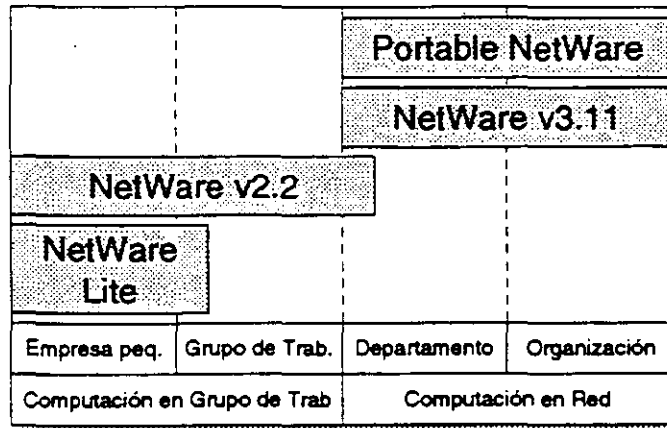 Portable NetWare
NetWare v3.11
NetWare v2.2
NetWare
Lite
Empresa peq. Grupo de Trab. Departamento Organización
Computación en Grupo de Trab Computación en Red